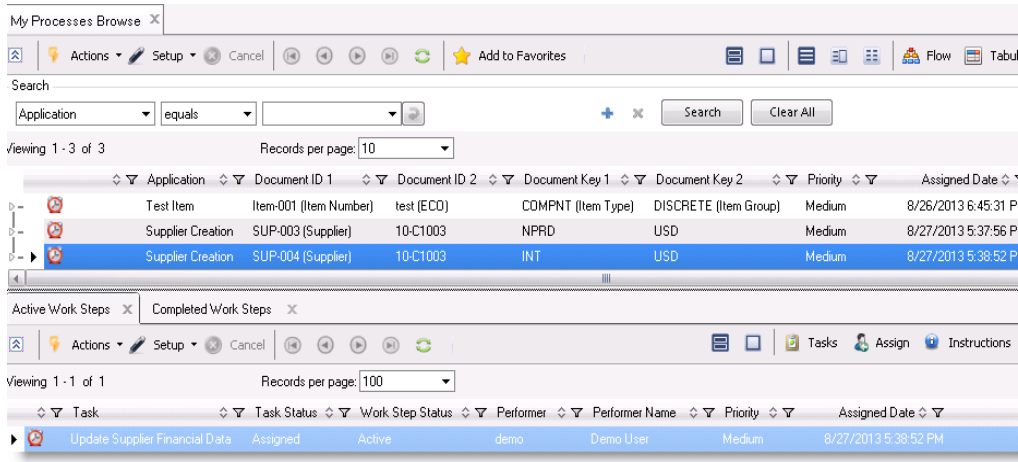 My Processes Browse
Actions Setup Cancel Add to Favorites Flow Tabul
Search
Application equals Search Clear All
Viewing 1 - 3 of 3 Records per page: 10
Application Document ID 1 Document ID 2 Document Key 1 Document Key 2 Priority Assigned Date
Test Item Item-001 (Item Number) test (ECO) COMPNT (Item Type) DISCRETE (Item Group) Medium 8/26/2013 6:45:31 P
Supplier Creation SUP-003 (Supplier) 10-C1003 NPRD USD Medium 8/27/2013 5:37:56 P
Supplier Creation SUP-004 (Supplier) 10-C1003 INT USD Medium 8/27/2013 5:38:52 P
Active Work Steps Completed Work Steps
Actions Setup Cancel Tasks Assign Instructions
Viewing 1 - 1 of 1 Records per page: 100
Task Task Status Work Step Status Performer Performer Name Priority Assigned Date
Update Supplier Financial Data Assigned Active demo Demo User Medium 8/27/2013 5:38:52 PM